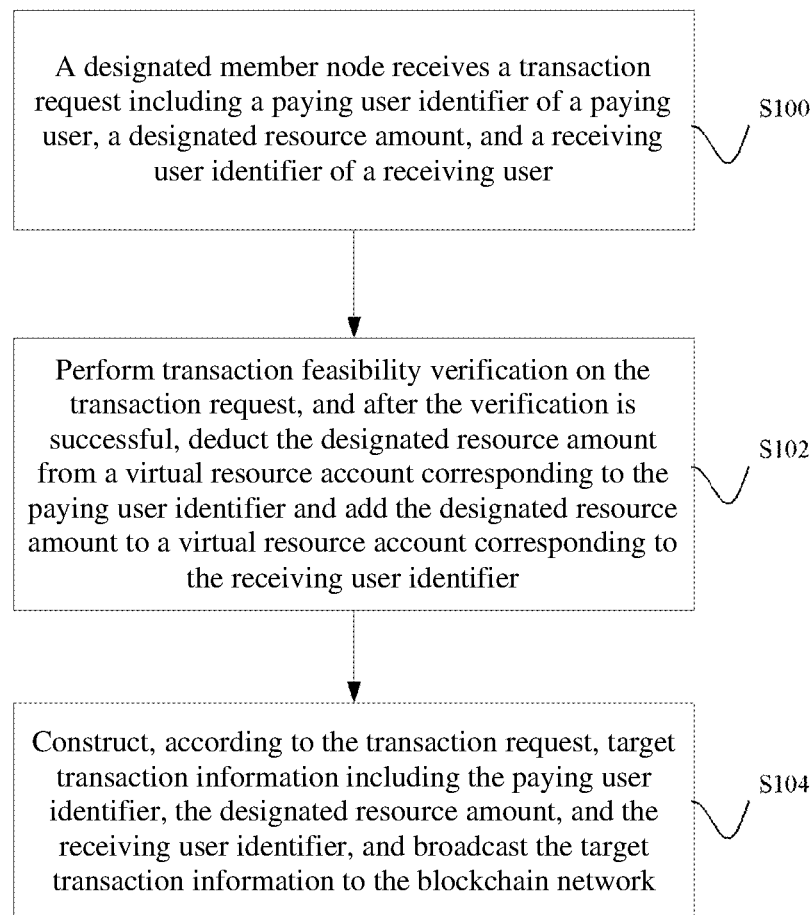 A designated member node receives a transaction
request including a paying user identifier of a paying
user, a designated resource amount, and a receiving
user identifier of a receiving user
S100
Perform transaction feasibility verification on the
transaction request, and after the verification is
successful, deduct the designated resource amount
from a virtual resource account corresponding to the
paying user identifier and add the designated resource
amount to a virtual resource account corresponding to
the receiving user identifier
S102
Construct, according to the transaction request, target
transaction information including the paying user
identifier, the designated resource amount, and the
receiving user identifier, and broadcast the target
transaction information to the blockchain network
S104